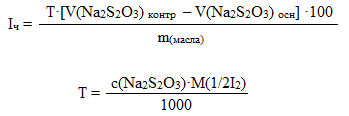 Iч = T·[V(Na2S2O3) контр − V(Na2S2O3) осн] ·100
m(масла)
T = c(Na2S2O3)·M(1/2I2)
1000